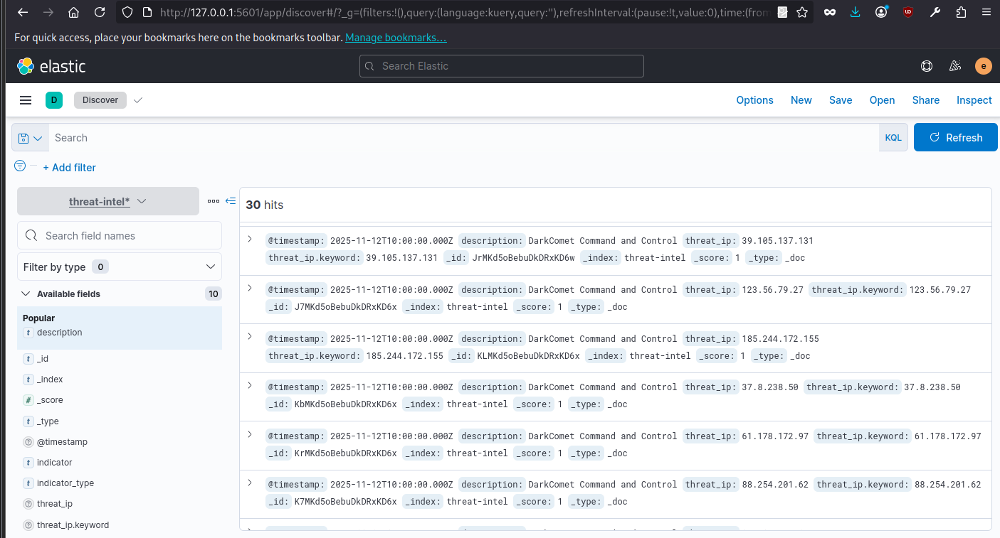 http://127.0.0.1:5601/app/discover#/?_g=(filters:!(),query:(language:kuery,query:''),refreshInterval:(pause:!t,value:0),time:(from
For quick access, place your bookmarks here on the bookmarks toolbar. Manage bookmarks…
elastic
Search Elastic
e
D
Discover
Options
New
Save
Open
Share
Inspect
Search
KQL
Refresh
+ Add filter
threat-intel*
Search field names
Filter by type 0
Available fields 10
Popular
t description
t _id
t _index
# _score
t _type
@timestamp
t indicator
t indicator_type
threat_ip
threat_ip.keyword
30 hits
@timestamp: 2025-11-12T10:00:00.000Z description: DarkComet Command and Control threat_ip: 39.105.137.131
threat_ip.keyword: 39.105.137.131 _id: JrMKd5oBebuDkDRxKD6w _index: threat-intel _score: 1 _type: _doc
@timestamp: 2025-11-12T10:00:00.000Z description: DarkComet Command and Control threat_ip: 123.56.79.27 threat_ip.keyword: 123.56.79.27
_id: J7MKd5oBebuDkDRxKD6x _index: threat-intel _score: 1 _type: _doc
@timestamp: 2025-11-12T10:00:00.000Z description: DarkComet Command and Control threat_ip: 185.244.172.155
threat_ip.keyword: 185.244.172.155 _id: KLMKd5oBebuDkDRxKD6x _index: threat-intel _score: 1 _type: _doc
@timestamp: 2025-11-12T10:00:00.000Z description: DarkComet Command and Control threat_ip: 37.8.238.50 threat_ip.keyword: 37.8.238.50
_id: KbMKd5oBebuDkDRxKD6x _index: threat-intel _score: 1 _type: _doc
@timestamp: 2025-11-12T10:00:00.000Z description: DarkComet Command and Control threat_ip: 61.178.172.97 threat_ip.keyword: 61.178.172.97
_id: KrMKd5oBebuDkDRxKD6x _index: threat-intel _score: 1 _type: _doc
@timestamp: 2025-11-12T10:00:00.000Z description: DarkComet Command and Control threat_ip: 88.254.201.62 threat_ip.keyword: 88.254.201.62
_id: K7MKd5oBebuDkDRxKD6x _index: threat-intel _score: 1 _type: _doc